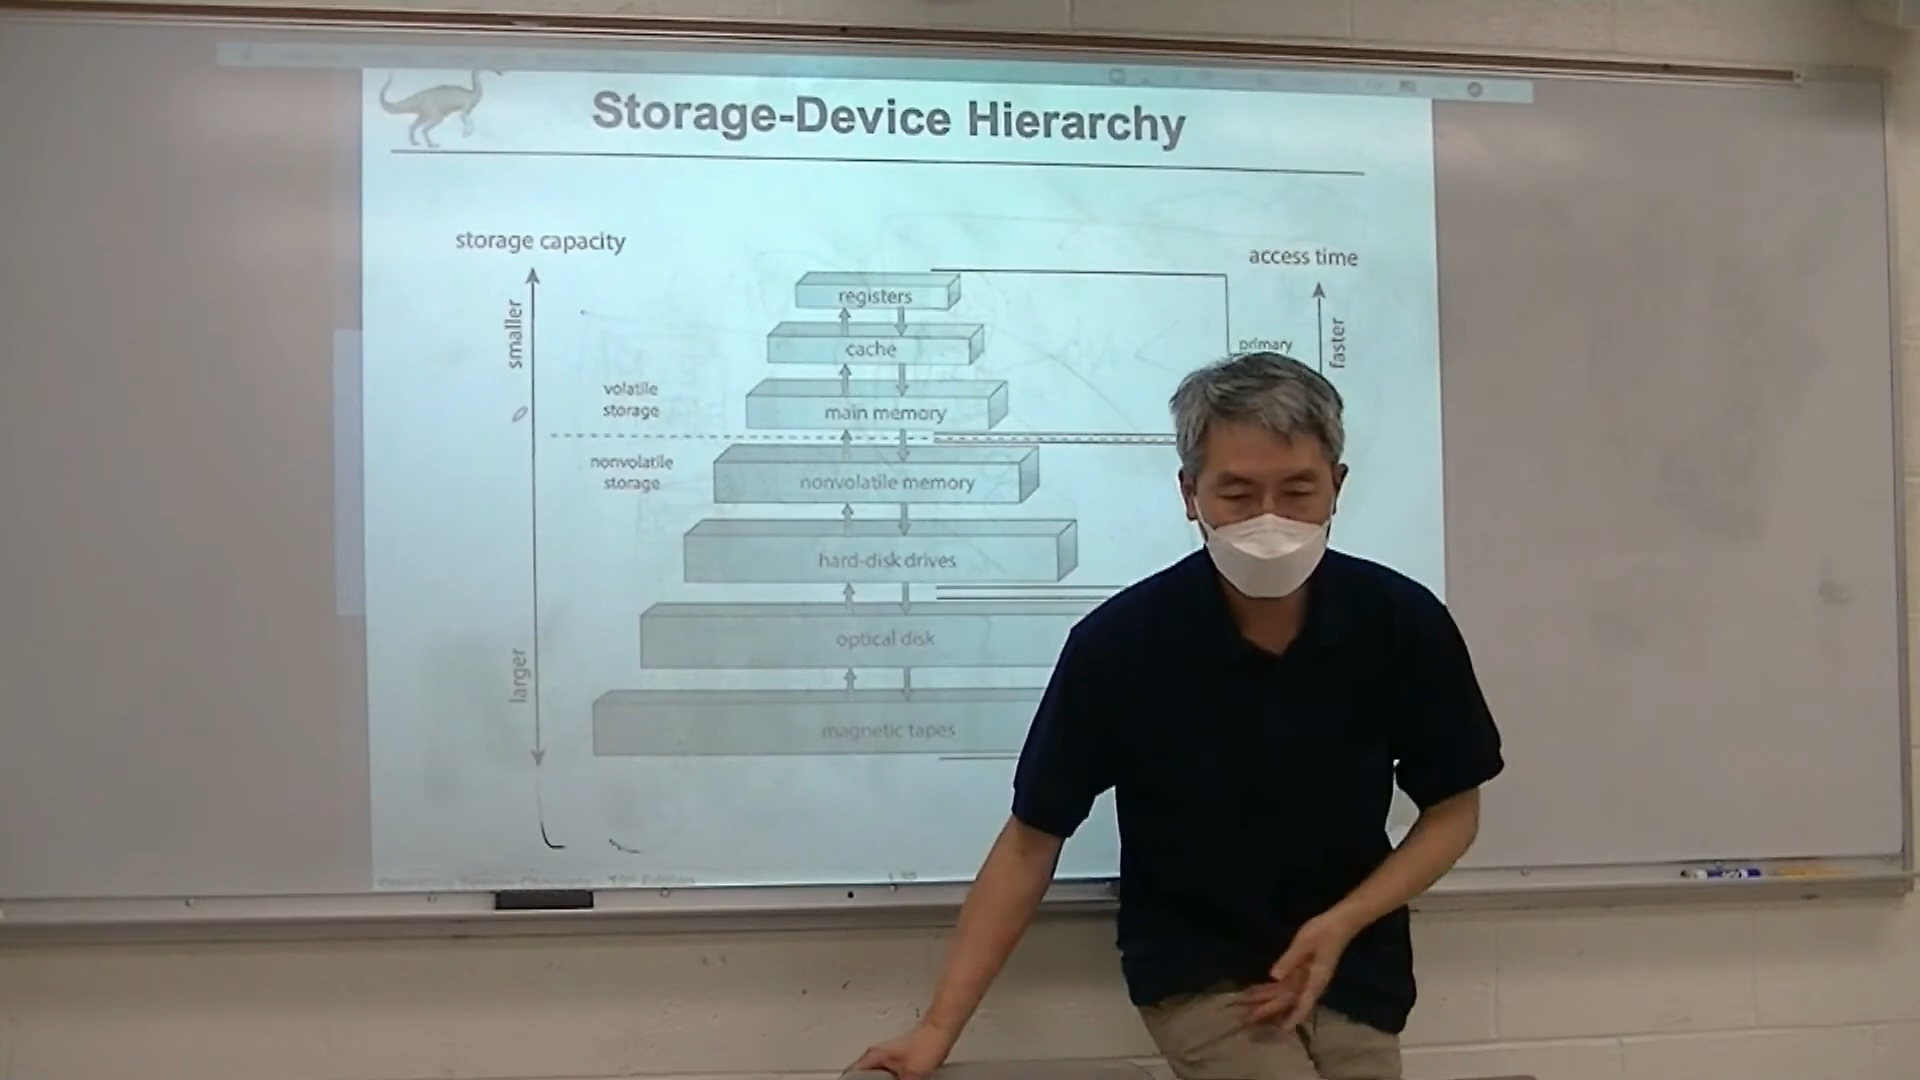 Storage-Device Hierarchy
storage capacity
access time
smaller
larger
faster
registers
cache
primary
volatile
storage
main memory
nonvolatile
storage
nonvolatile memory
hard-disk drives
optical disk
magnetic tapes